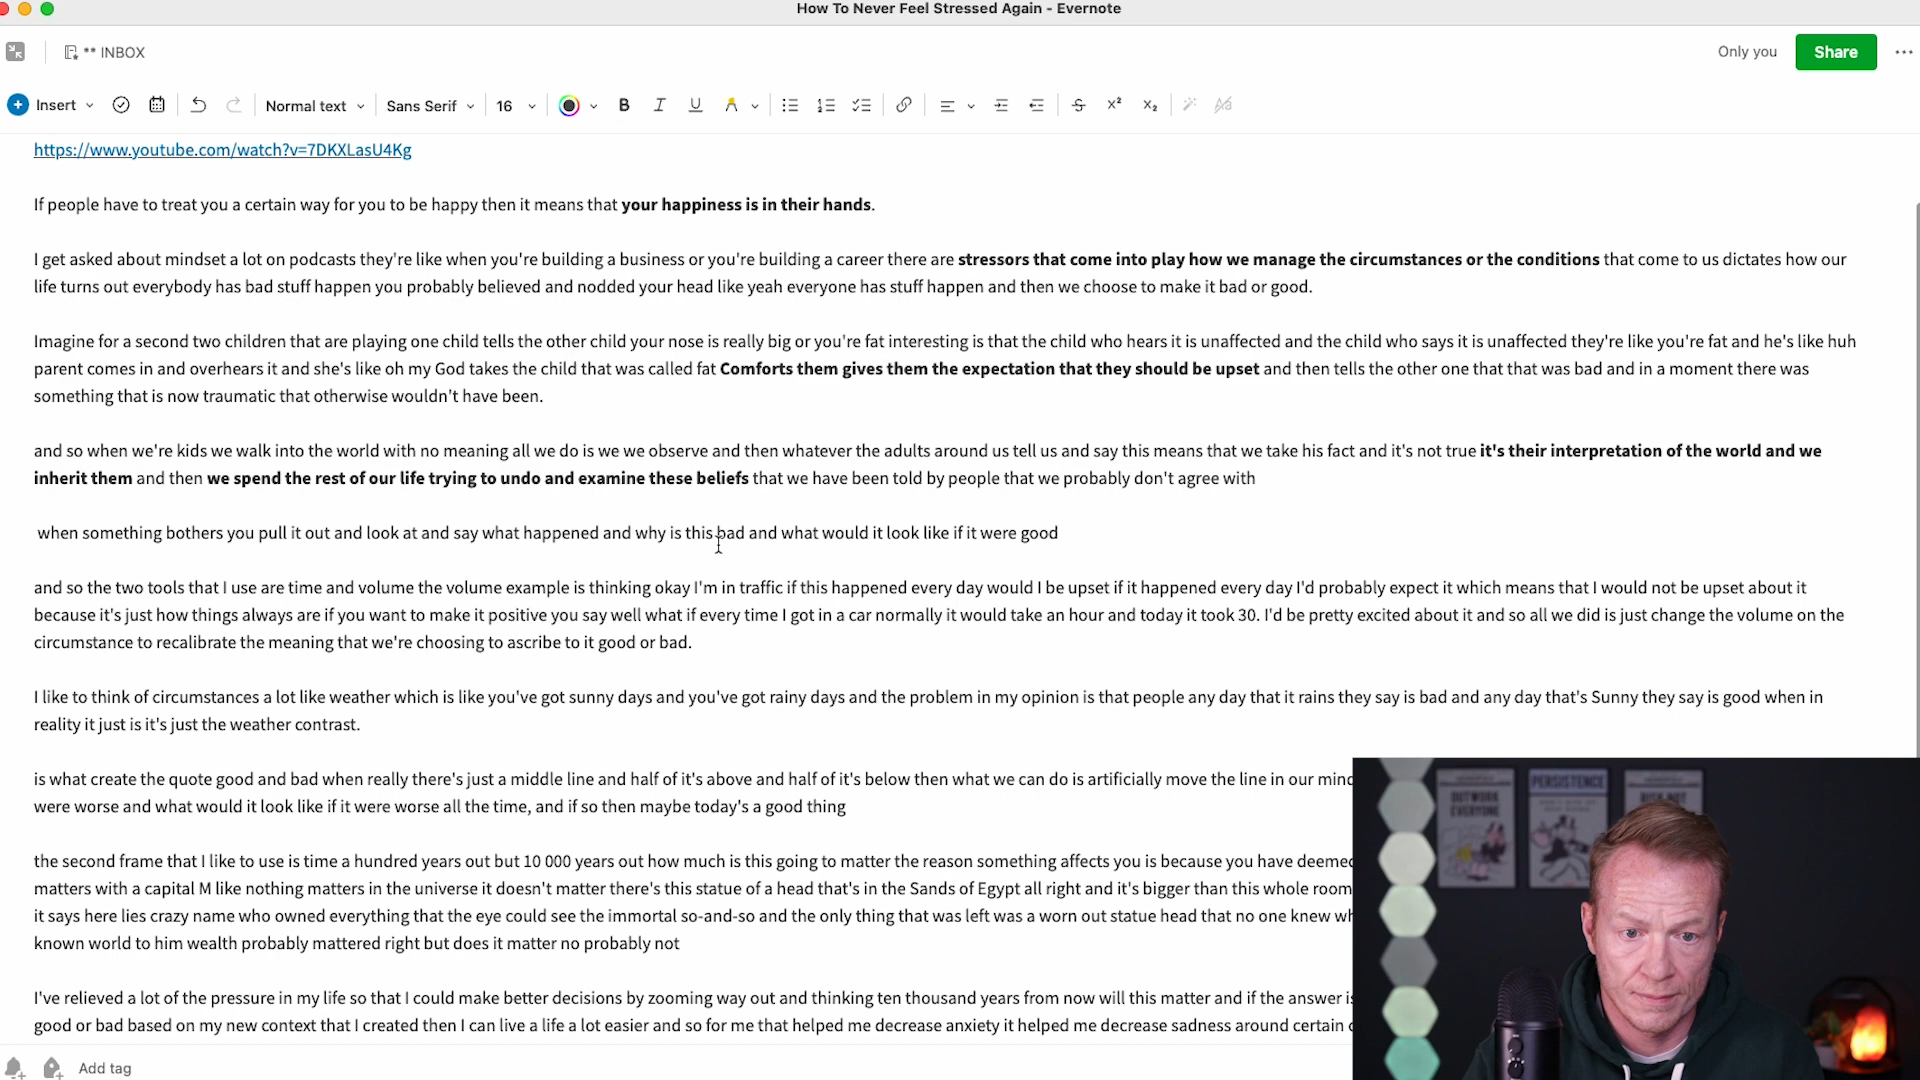 How To Never Feel Stressed Again - Evernote
** INBOX
Only you
Share
Insert
Normal text
Sans Serif
16
B I U
https://www.youtube.com/watch?v=7DKXLasU4Kg
If people have to treat you a certain way for you to be happy then it means that your happiness is in their hands.
I get asked about mindset a lot on podcasts they're like when you're building a business or you're building a career there are stressors that come into play how we manage the circumstances or the conditions that come to us dictates how our
life turns out everybody has bad stuff happen you probably believed and nodded your head like yeah everyone has stuff happen and then we choose to make it bad or good.
Imagine for a second two children that are playing one child tells the other child your nose is really big or you're fat interesting is that the child who hears it is unaffected and the child who says it is unaffected they're like you're fat and he's like huh
parent comes in and overhears it and she's like oh my God takes the child that was called fat Comforts them gives them the expectation that they should be upset and then tells the other one that that was bad and in a moment there was
something that is now traumatic that otherwise wouldn't have been.
and so when we're kids we walk into the world with no meaning all we do is we we observe and then whatever the adults around us tell us and say this means that we take his fact and it's not true it's their interpretation of the world and we
inherit them and then we spend the rest of our life trying to undo and examine these beliefs that we have been told by people that we probably don't agree with
when something bothers you pull it out and look at and say what happened and why is this bad and what would it look like if it were good
and so the two tools that I use are time and volume the volume example is thinking okay I'm in traffic if this happened every day would I be upset if it happened every day I'd probably expect it which means that I would not be upset about it
because it's just how things always are if you want to make it positive you say well what if every time I got in a car normally it would take an hour and today it took 30. I'd be pretty excited about it and so all we did is just change the volume on the
circumstance to recalibrate the meaning that we're choosing to ascribe to it good or bad.
I like to think of circumstances a lot like weather which is like you've got sunny days and you've got rainy days and the problem in my opinion is that people any day that it rains they say is bad and any day that's Sunny they say is good when in
reality it just is it's just the weather contrast.
is what create the quote good and bad when really there's just a middle line and half of it's above and half of it's below then what we can do is artificially move the line in our mind
were worse and what would it look like if it were worse all the time, and if so then maybe today's a good thing
the second frame that I like to use is time a hundred years out but 10 000 years out how much is this going to matter the reason something affects you is because you have deemed
matters with a capital M like nothing matters in the universe it doesn't matter there's this statue of a head that's in the Sands of Egypt all right and it's bigger than this whole room
it says here lies crazy name who owned everything that the eye could see the immortal so-and-so and the only thing that was left was a worn out statue head that no one knew
known world to him wealth probably mattered right but does it matter no probably not
I've relieved a lot of the pressure in my life so that I could make better decisions by zooming way out and thinking ten thousand years from now will this matter and if the answer is
good or bad based on my new context that I created then I can live a life a lot easier and so for me that helped me decrease anxiety it helped me decrease sadness around certain
Add tag
OUTWORK
EVERYONE
PERSISTENCE